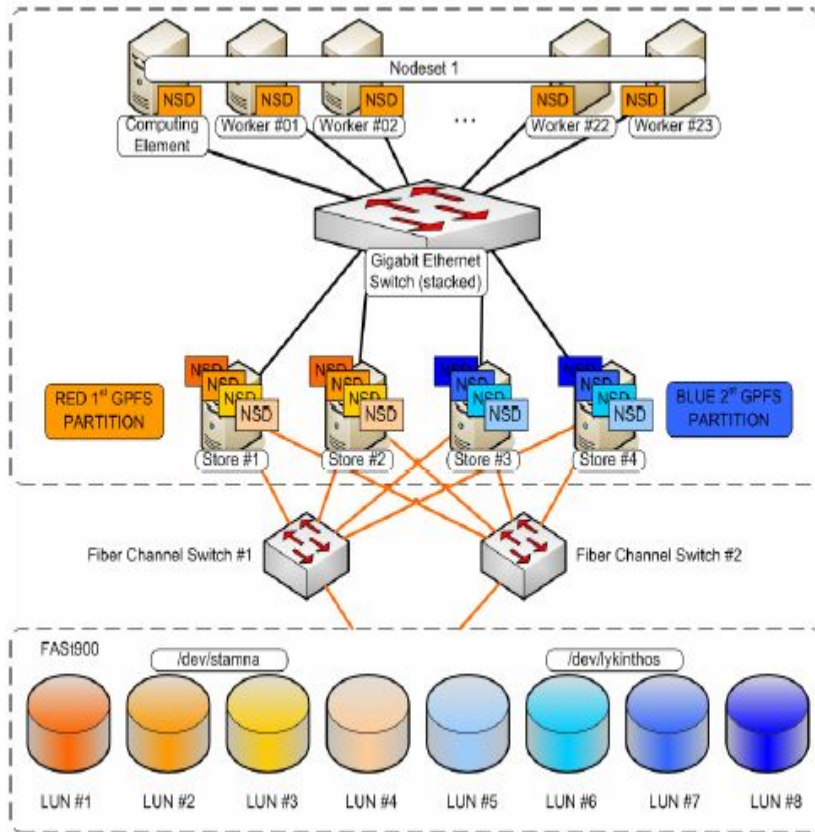 Nodeset 1
NSD NSD NSD NSD NSD
Computing
Element
Worker #01
Worker #02
...
Worker #22
Worker #23
Gigabit Ethernet
Switch (stacked)
RED 1st GPFS
PARTITION
NSD NSD NSD NSD
NSD NSD NSD NSD
NSD NSD NSD NSD
NSD NSD NSD NSD
BLUE 2st GPFS
PARTITION
Store #1
Store #2
Store #3
Store #4
Fiber Channel Switch #1
Fiber Channel Switch #2
FASt900
/dev/stamna
/dev/lykinthos
LUN #1
LUN #2
LUN #3
LUN #4
LUN #5
LUN #6
LUN #7
LUN #8